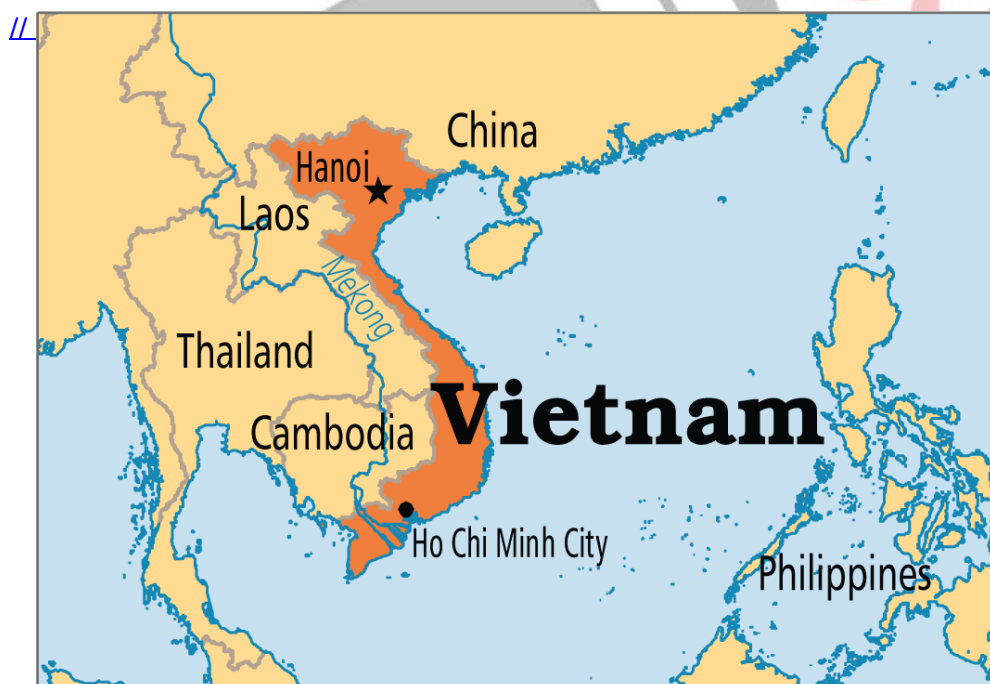 //
China
Hanoi
Laos
Mekong
Thailand
Vietnam
Cambodia
Ho Chi Minh City
Philippines